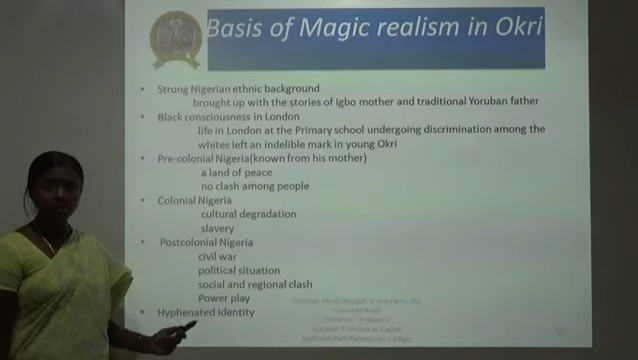 Basis of Magic realism in Okri
• Strong Nigerian ethnic background
brought up with the stories of Igbo mother and traditional Yoruban father
• Black consciousness in London
life in London at the Primary school undergoing discrimination among the
whites left an indelible mark in young Okri
• Pre-colonial Nigeria(known from his mother)
a land of peace
no clash among people
• Colonial Nigeria
cultural degradation
slavery
• Postcolonial Nigeria
civil war
political situation
social and regional clash
Power play
• Hyphenated identity